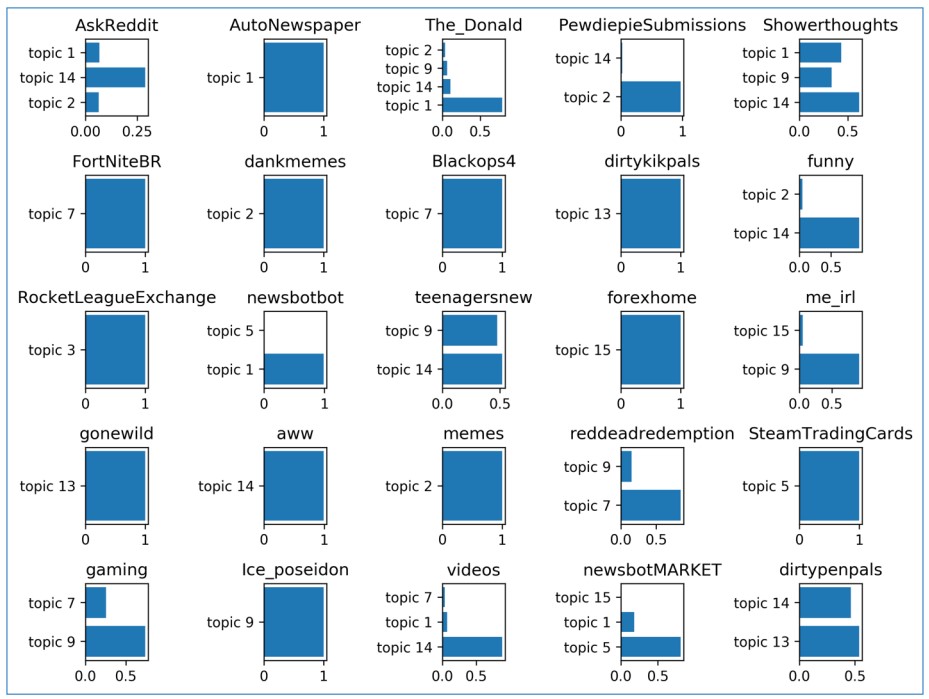 AskReddit
topic 1
topic 14
topic 2
0.00 0.25
AutoNewspaper
topic 1
0 1
The_Donald
topic 2
topic 9
topic 14
topic 1
0.0 0.5
PewdiepieSubmissions
topic 14
topic 2
0 1
Showerthoughts
topic 1
topic 9
topic 14
0.0 0.5
FortNiteBR
topic 7
0 1
dankmemes
topic 2
0 1
Blackops4
topic 7
0 1
dirtykikpals
topic 13
0 1
funny
topic 2
topic 14
0.0 0.5
RocketLeagueExchange
topic 3
0 1
newsbotbot
topic 5
topic 1
0 1
teenagersnew
topic 9
topic 14
0.0 0.5
forexhome
topic 15
0 1
me_irl
topic 15
topic 9
0.0 0.5
gonewild
topic 13
0 1
aww
topic 14
0 1
memes
topic 2
0 1
reddeadredemption
topic 9
topic 7
0.0 0.5
SteamTradingCards
topic 5
0 1
gaming
topic 7
topic 9
0.0 0.5
Ice_poseidon
topic 9
0 1
videos
topic 7
topic 1
topic 14
0.0 0.5
newsbotMARKET
topic 15
topic 1
topic 5
0.0 0.5
dirtypenpals
topic 14
topic 13
0.0 0.5